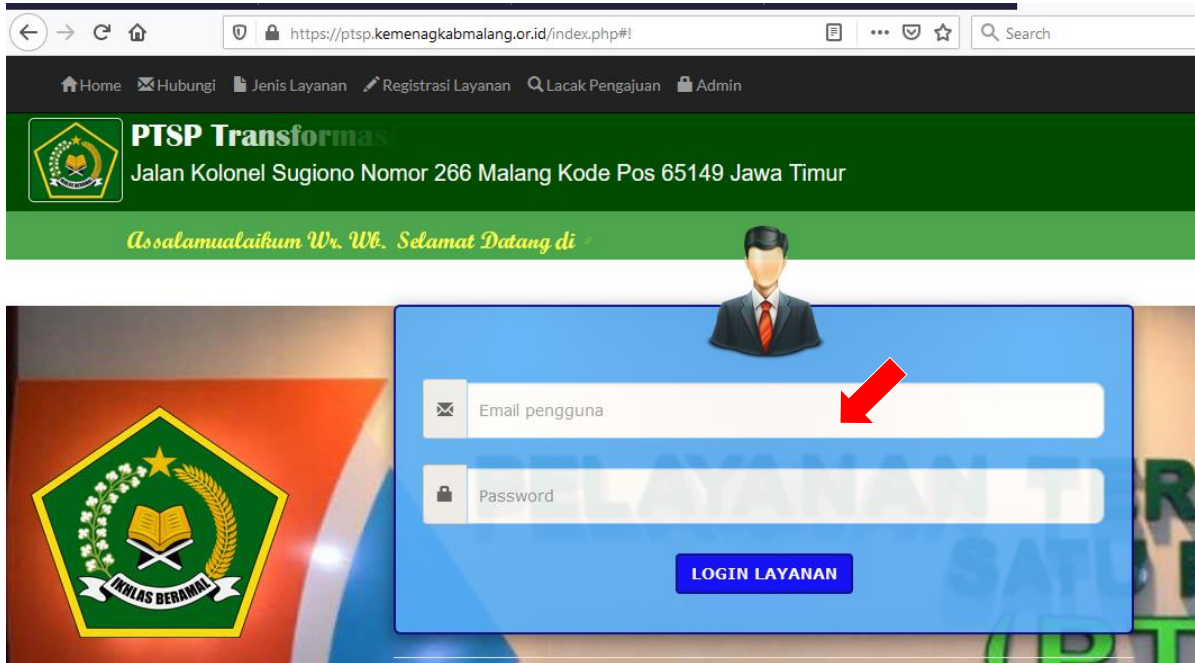 https://ptsp.kemenagkabmalang.or.id/index.php#!
Search
Home Hubungi Jenis Layanan Registrasi Layanan Lacak Pengajuan Admin
PTSP Transformasi
Jalan Kolonel Sugiono Nomor 266 Malang Kode Pos 65149 Jawa Timur
Assalamualaikum Wr. Wb. Selamat Datang di
Email pengguna
Password
PELAYANAN TER
SATU
LOGIN LAYANAN
IKHLAS BERAMAL
(PT